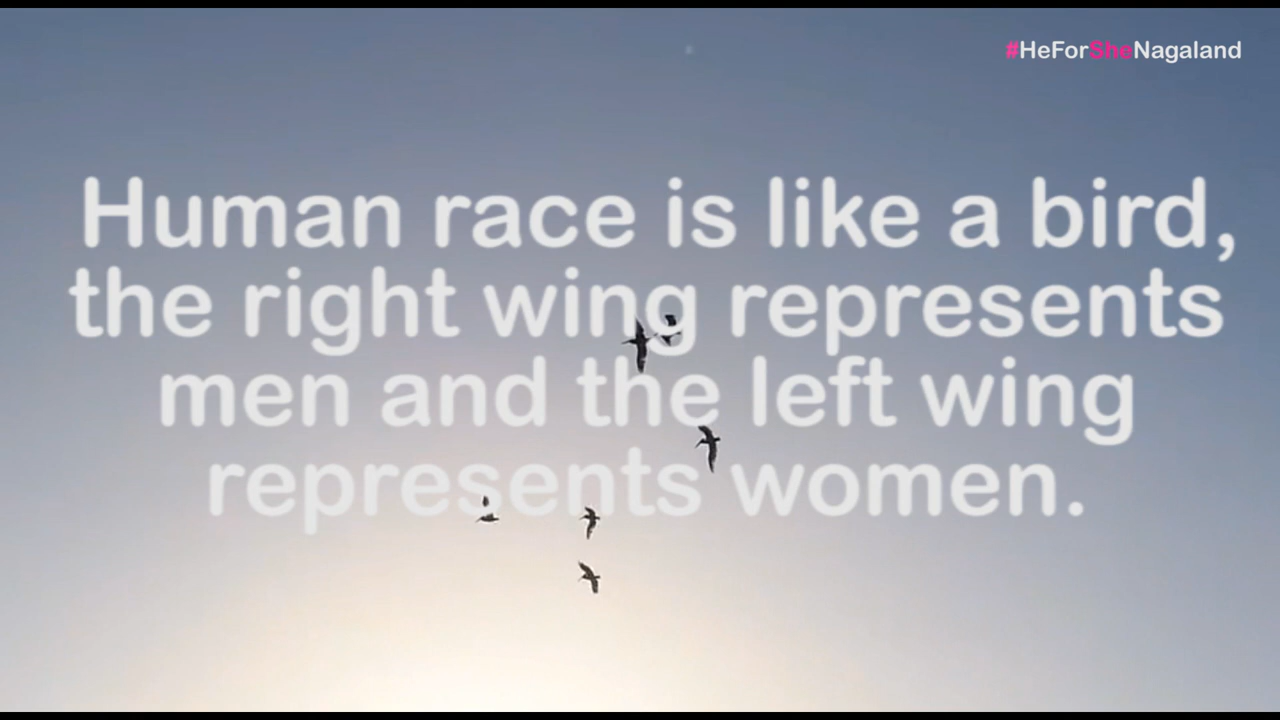 #HeForSheNagaland
Human race is like a bird,
the right wing represents
men and the left wing
represents women.